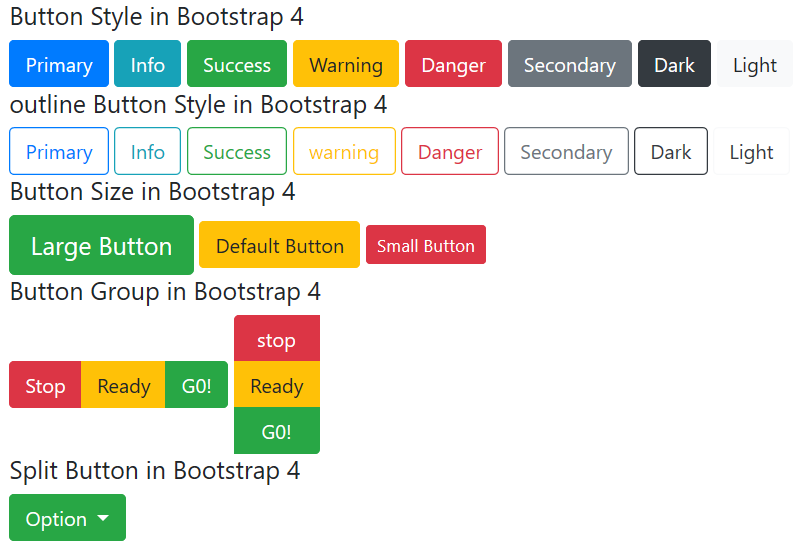 Button Style in Bootstrap 4
Primary Info Success Warning Danger Secondary Dark Light
outline Button Style in Bootstrap 4
Primary Info Success warning Danger Secondary Dark Light
Button Size in Bootstrap 4
Large Button Default Button Small Button
Button Group in Bootstrap 4
stop
Stop Ready G0! Ready
G0!
Split Button in Bootstrap 4
Option